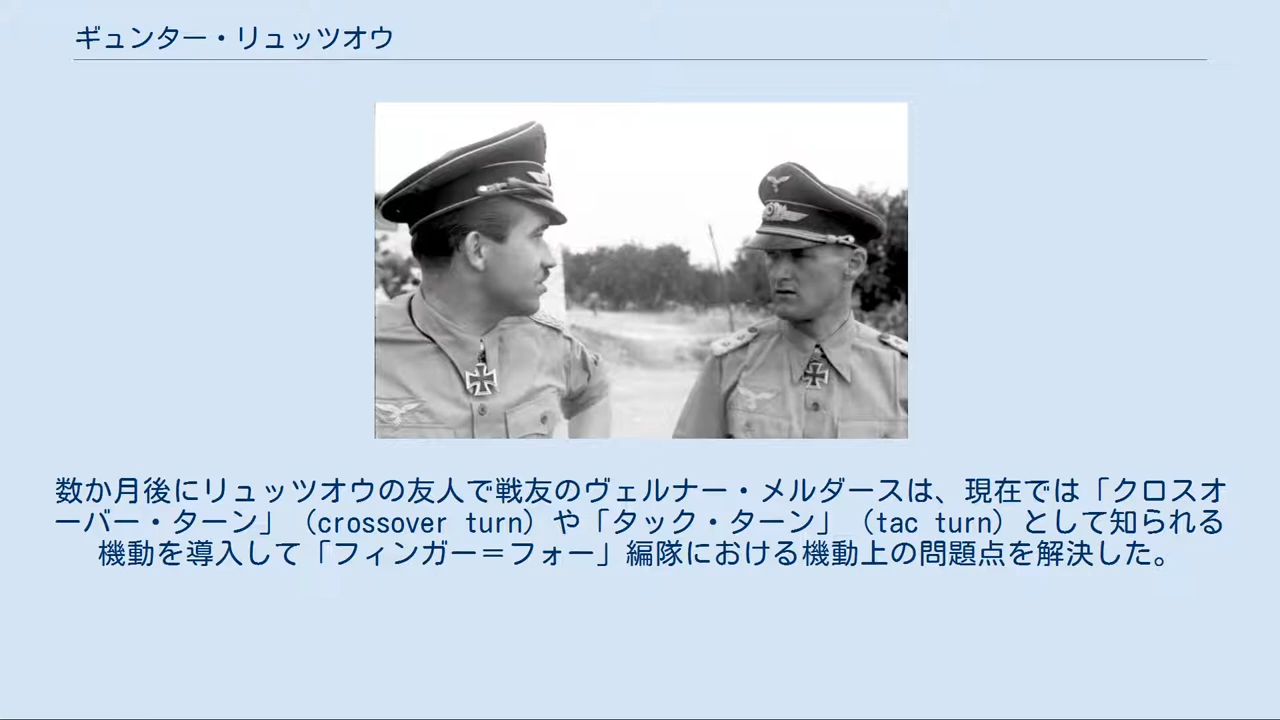 ギュンター・リュッツオウ
数か月後にリュッツオウの友人で戦友のヴェルナー・メルダースは、現在では「クロスオ
ーバー・ターン」（crossover turn）や「タック・ターン」（tac turn）として知られる
機動を導入して「フィンガー＝フォー」編隊における機動上の問題点を解決した。